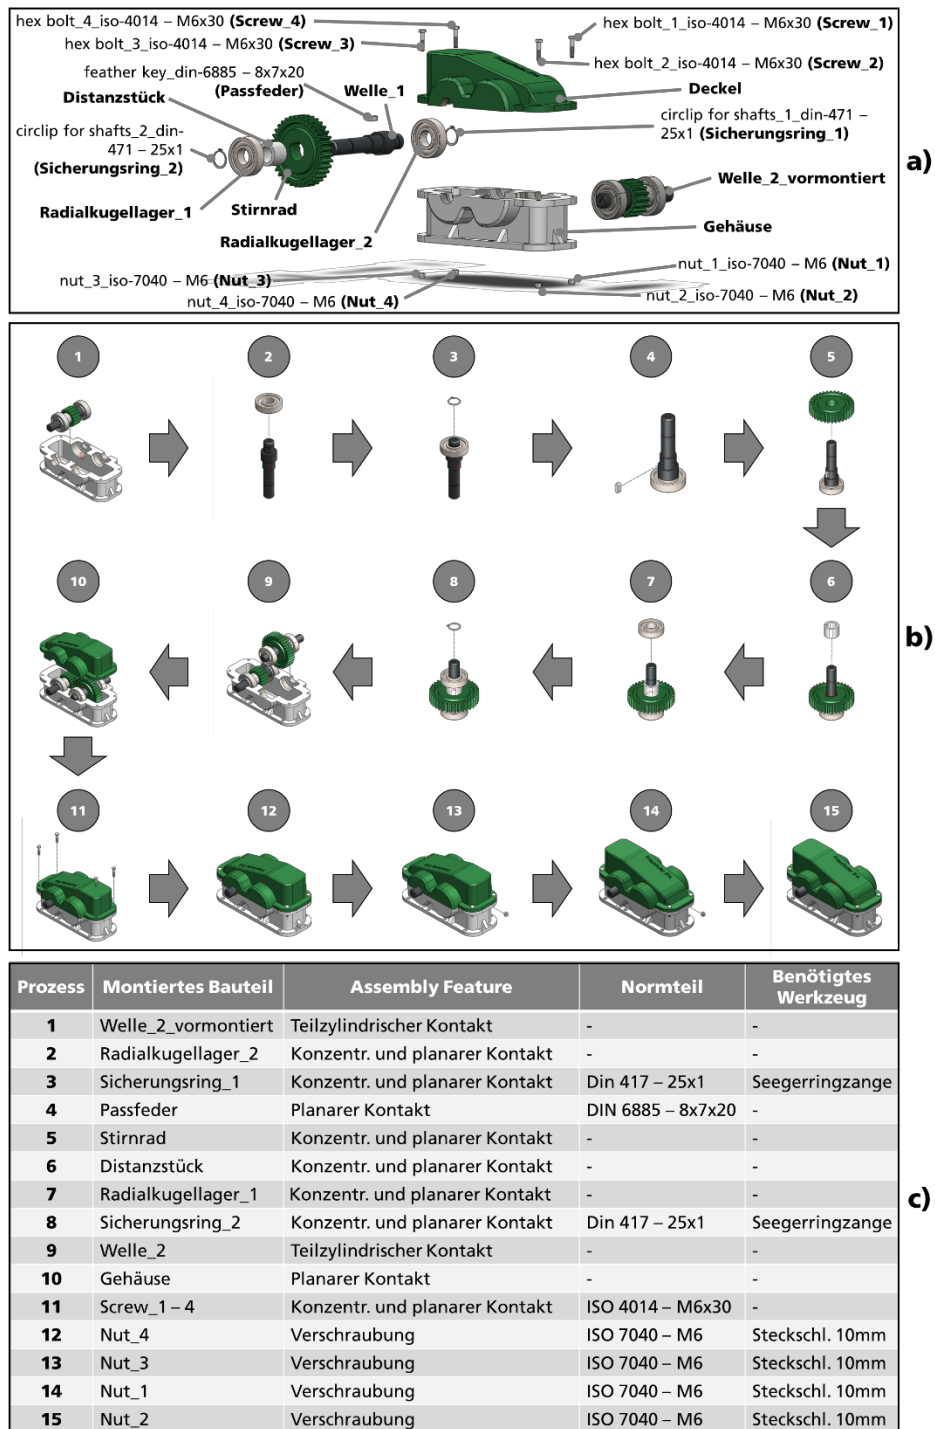 hex bolt_4_iso-4014 – M6x30 (Screw_4)
hex bolt_3_iso-4014 – M6x30 (Screw_3)
feather key_din-6885 – 8x7x20
(Passfeder)
Distanzstück
Welle_1
circlip for shafts_2_din-
471 – 25x1
(Sicherungsring_2)
Radialkugellager_1
Stirnrad
Radialkugellager_2
hex bolt_1_iso-4014 – M6x30 (Screw_1)
hex bolt_2_iso-4014 – M6x30 (Screw_2)
Deckel
circlip for shafts_1_din-471 –
25x1 (Sicherungsring_1)
Welle_2_vormontiert
Gehäuse
nut_3_iso-7040 – M6 (Nut_3)
nut_4_iso-7040 – M6 (Nut_4)
nut_1_iso-7040 – M6 (Nut_1)
nut_2_iso-7040 – M6 (Nut_2)
a)
1
2
3
4
5
10
9
8
7
6
b)
11
12
13
14
15
Prozess Montiertes Bauteil Assembly Feature Normteil Benötigtes Werkzeug
1 Welle_2_vormontiert Teilzylindrischer Kontakt - -
2 Radialkugellager_2 Konzentr. und planarer Kontakt - -
3 Sicherungsring_1 Konzentr. und planarer Kontakt Din 417 – 25x1 Seegerringzange
4 Passfeder Planarer Kontakt DIN 6885 – 8x7x20 -
5 Stirnrad Konzentr. und planarer Kontakt - -
6 Distanzstück Konzentr. und planarer Kontakt - -
7 Radialkugellager_1 Konzentr. und planarer Kontakt - -
8 Sicherungsring_2 Konzentr. und planarer Kontakt Din 417 – 25x1 Seegerringzange
9 Welle_2 Teilzylindrischer Kontakt - -
10 Gehäuse Planarer Kontakt - -
11 Screw_1 – 4 Konzentr. und planarer Kontakt ISO 4014 – M6x30 -
12 Nut_4 Verschraubung ISO 7040 – M6 Steckschl. 10mm
13 Nut_3 Verschraubung ISO 7040 – M6 Steckschl. 10mm
14 Nut_1 Verschraubung ISO 7040 – M6 Steckschl. 10mm
15 Nut_2 Verschraubung ISO 7040 – M6 Steckschl. 10mm
c)